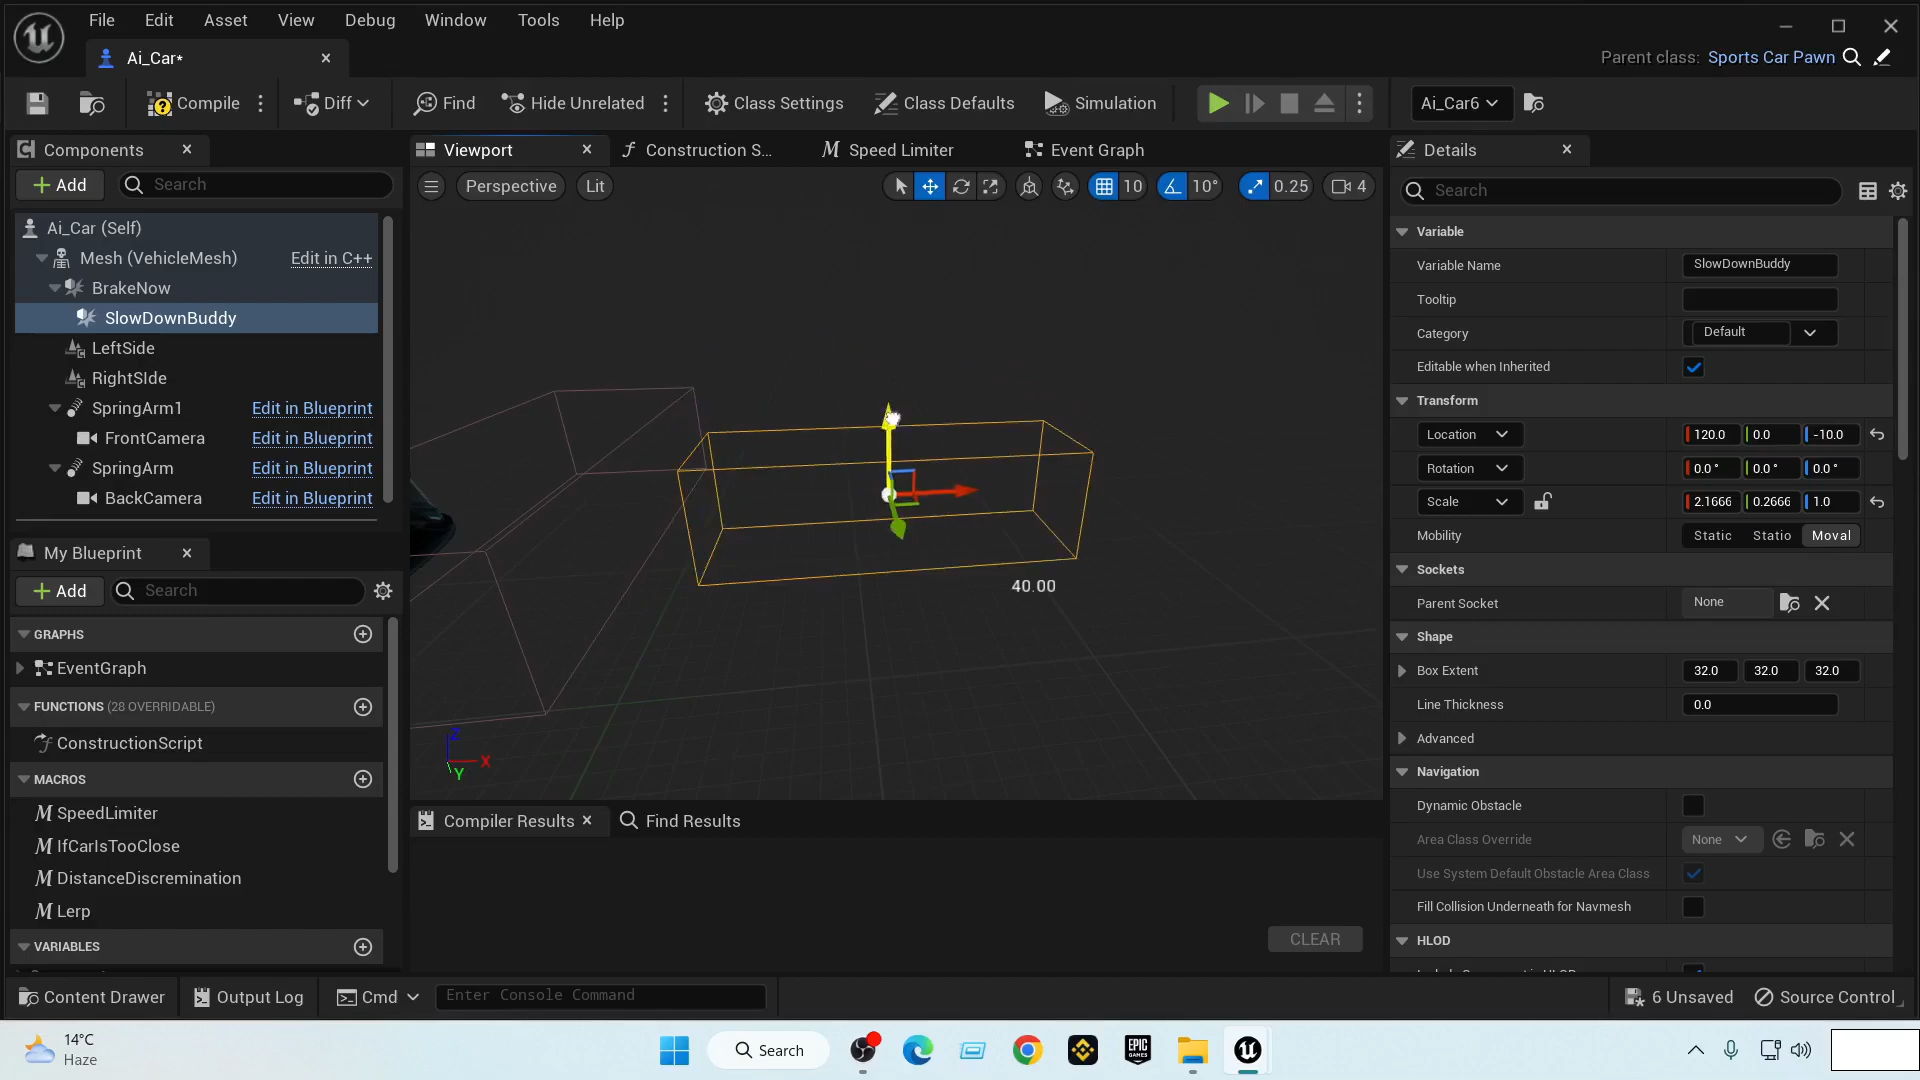 File Edit Asset View Debug Window Tools Help
Ai_Car*
Parent class: Sports Car Pawn
Compile Diff Find Hide Unrelated Class Settings Class Defaults Simulation Ai_Car6
Components Viewport Construction S... Speed Limiter Event Graph Details
Add Search Perspective Lit 10 10° 0.25 4 Search
Ai_Car (Self)
Mesh (VehicleMesh) Edit in C++
BrakeNow
SlowDownBuddy
LeftSide
RightSIde
SpringArm1 Edit in Blueprint
FrontCamera Edit in Blueprint
SpringArm Edit in Blueprint
BackCamera Edit in Blueprint
My Blueprint
Add Search
GRAPHS
EventGraph
FUNCTIONS (28 OVERRIDABLE)
ConstructionScript
MACROS
SpeedLimiter
IfCarIsTooClose
DistanceDiscrimination
Lerp
VARIABLES
40.00
Z
X
Y
Compiler Results Find Results
CLEAR
Variable
Variable Name SlowDownBuddy
Tooltip
Category Default
Editable when Inherited
Transform
Location 120.0 0.0 -10.0
Rotation 0.0° 0.0° 0.0°
Scale 2.1666 0.2666 1.0
Mobility Static Statio Moval
Sockets
Parent Socket None
Shape
Box Extent 32.0 32.0 32.0
Line Thickness 0.0
Advanced
Navigation
Dynamic Obstacle
Area Class Override None
Use System Default Obstacle Area Class
Fill Collision Underneath for Navmesh
HLOD
Content Drawer Output Log Cmd Enter Console Command 6 Unsaved Source Control
14°C
Haze
Search
EPIC
GAMES